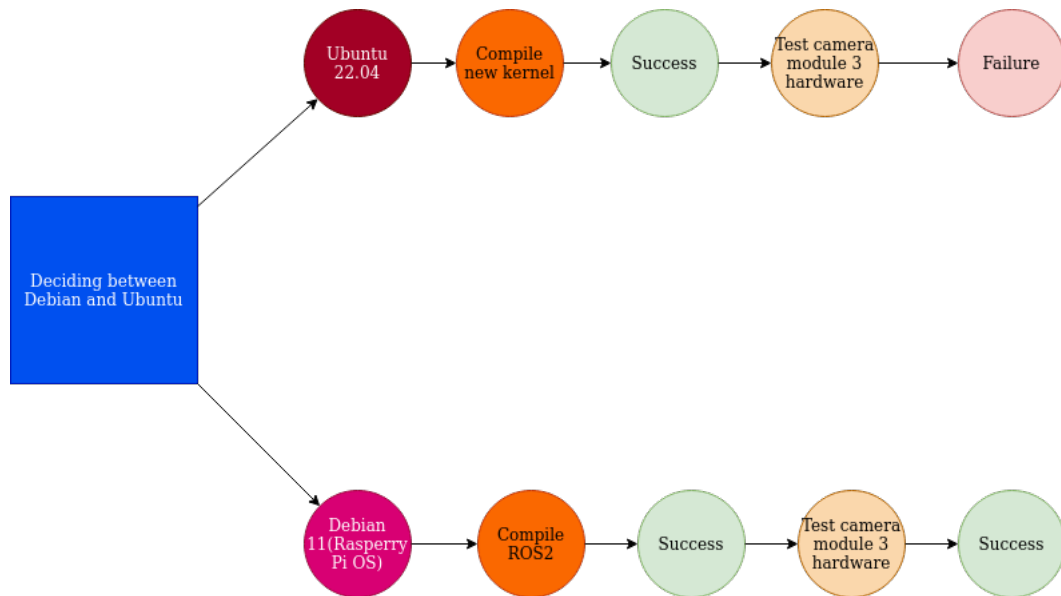 Ubuntu
22.04
Compile
new kernel
Success
Test camera
module 3
hardware
Failure
Deciding between
Debian and Ubuntu
Debian
11(Rasperry
Pi OS)
Compile
ROS2
Success
Test camera
module 3
hardware
Success